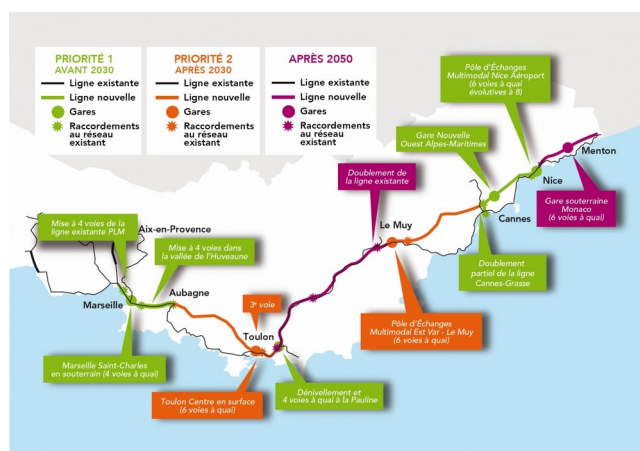 PRIORITÉ 1
AVANT 2030
Ligne existante
Ligne nouvelle
Gares
Raccordements
au réseau
existant
PRIORITÉ 2
APRÈS 2030
Ligne existante
Ligne nouvelle
Gares
Raccordements
au réseau
existant
APRÈS 2050
Ligne existante
Ligne nouvelle
Gares
Raccordements
au réseau
existant
Pôle d'Échanges
Multimodal Nice Aéroport
(6 voies à quai
évolutives à 8)
Gare Nouvelle
Ouest Alpes-Maritimes
Menton
Nice
Doublement de
la ligne existante
Gare souterraine
Monaco
(6 voies à quai)
Cannes
Mise à 4 voies de la
ligne existante PLM
Aix-en-Provence
Le Muy
Mise à 4 voies dans
la vallée de l'Huveaune
Doublement
partiel de la ligne
Cannes-Grasse
Aubagne
Marseille
3e voie
Pôle d'Échanges
Multimodal Est Var - Le Muy
(6 voies à quai)
Toulon
Marseille Saint-Charles
en souterrain (4 voies à quai)
Toulon Centre en surface
(6 voies à quai)
Dénivellement et
4 voies à quai à la Pauline